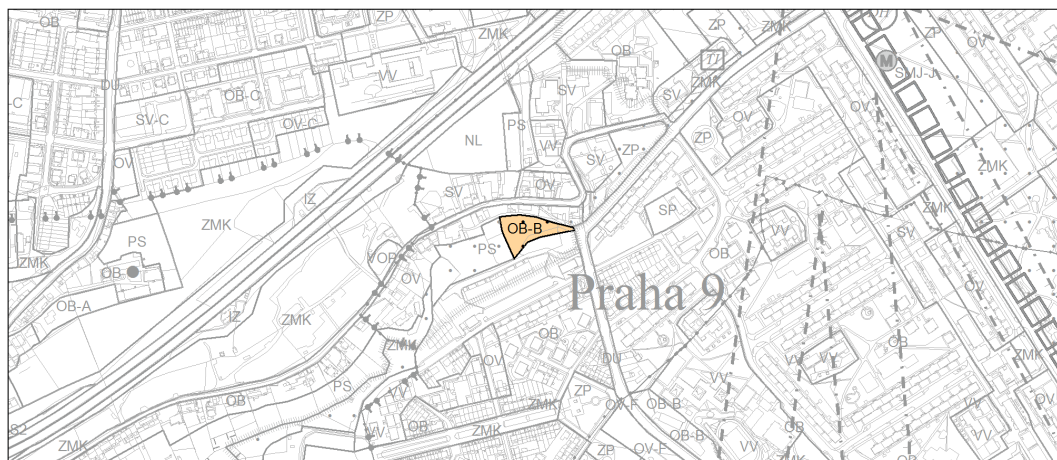 OB
ZP
ZMK
OB
ZP
ZMK
ZP
OV
DU
VV
TI
M
SMJ-J
-C
OB-C
SV
ZMK
OV
SV-C
OV-C
PS
SV
OV
NL
VV
SV
ZP
ZP
OV
SV
OV
ZMK
IZ
SP
ZMK
ZMK
OB-B
VV
SV
PS
PS
VOP
OB
OV
ZMK
OB
OV
OB-A
IZ
ZMK
Praha 9
OB
ZMK
OV
DU
VV
VV
OB
ZMK
PS
OB
VV
ZP
VV
OV-F
OB-B
OV
82
ZMK
VV
OB
ZMK
ZP
OV-F
OB-B
VV
OB
VV
OB